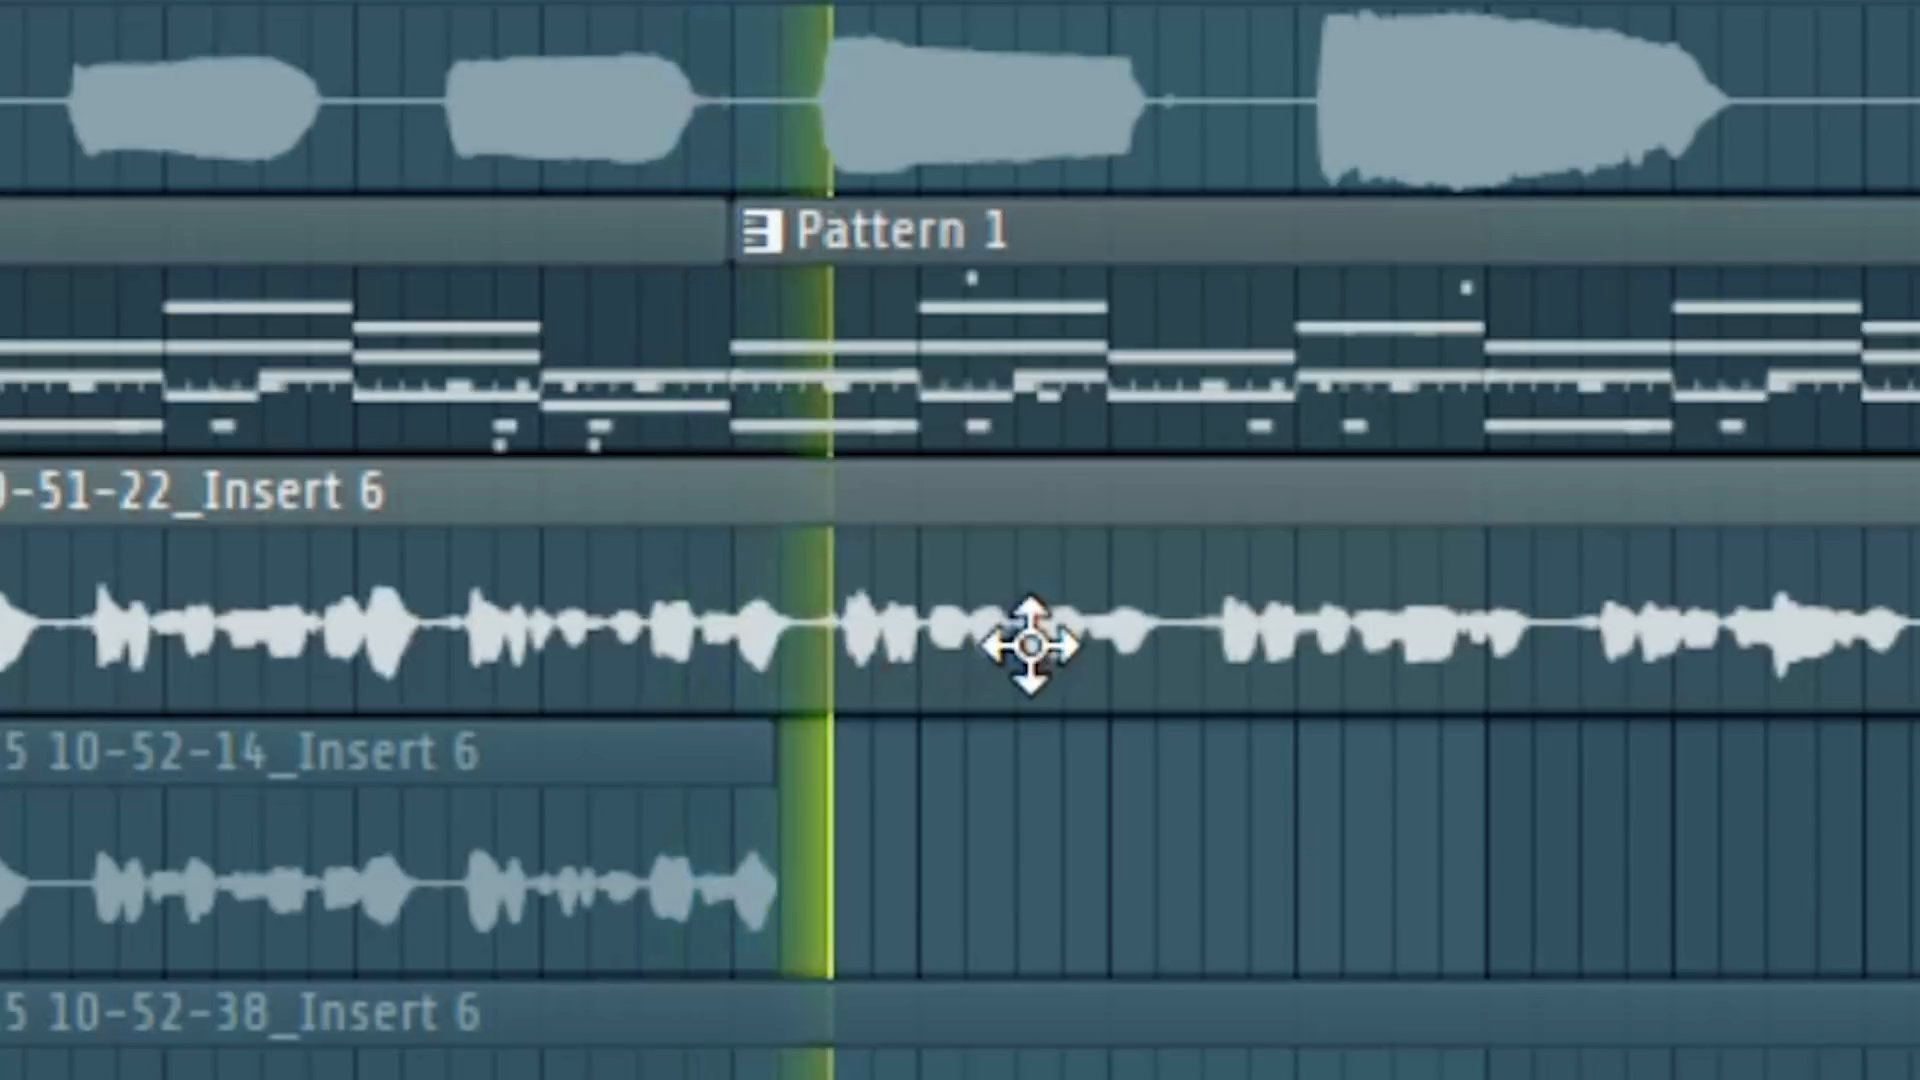 Pattern 1
-51-22_Insert 6
5 10-52-14_Insert 6
5 10-52-38_Insert 6